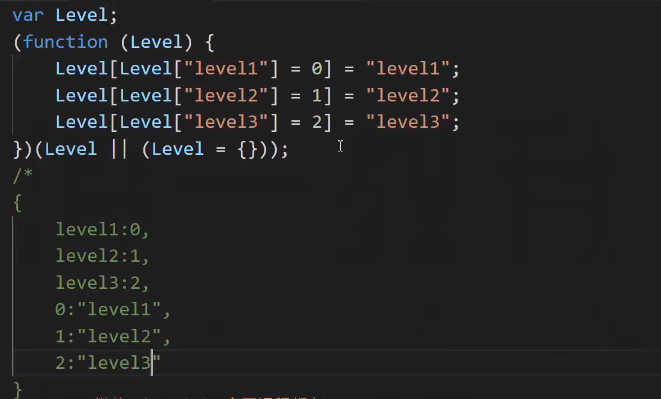 var Level;
(function (Level) {
    Level[Level["level1"] = 0] = "level1";
    Level[Level["level2"] = 1] = "level2";
    Level[Level["level3"] = 2] = "level3";
})(Level || (Level = {}));
/*
{
    level1:0,
    level2:1,
    level3:2,
    0:"level1",
    1:"level2",
    2:"level3"
}